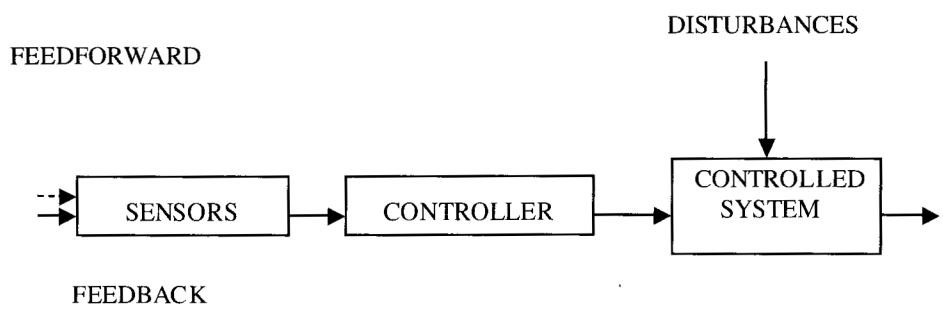 DISTURBANCES
FEEDFORWARD
SENSORS
CONTROLLER
CONTROLLED
SYSTEM
FEEDBACK